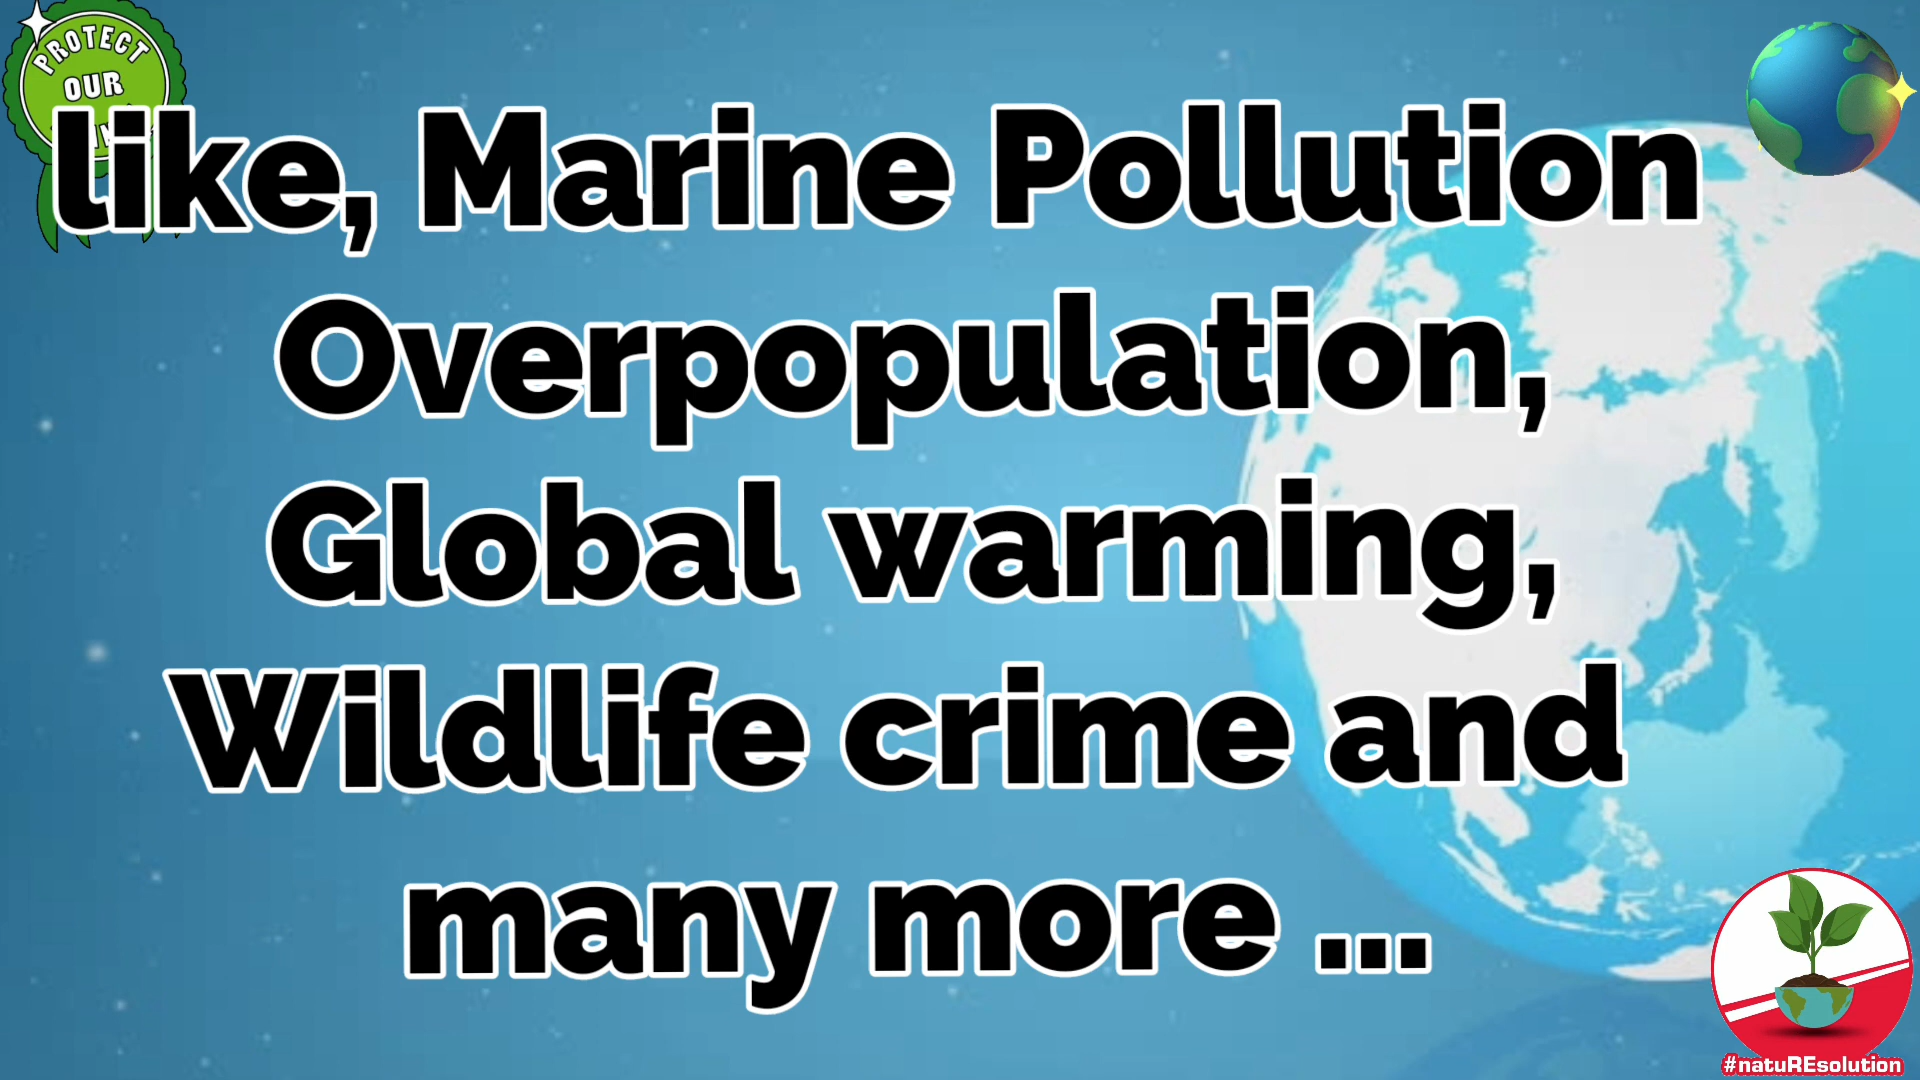 PROTECT
OUR
like, Marine Pollution
Overpopulation,
Global warming,
Wildlife crime and
many more ...
#natuREsolution